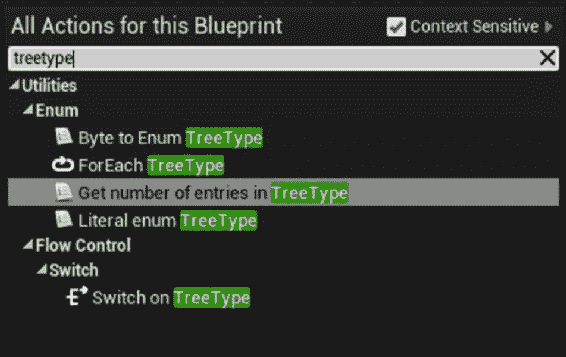 All Actions for this Blueprint Context Sensitive
treetype
Utilities
Enum
Byte to Enum TreeType
ForEach TreeType
Get number of entries in TreeType
Literal enum TreeType
Flow Control
Switch
Switch on TreeType